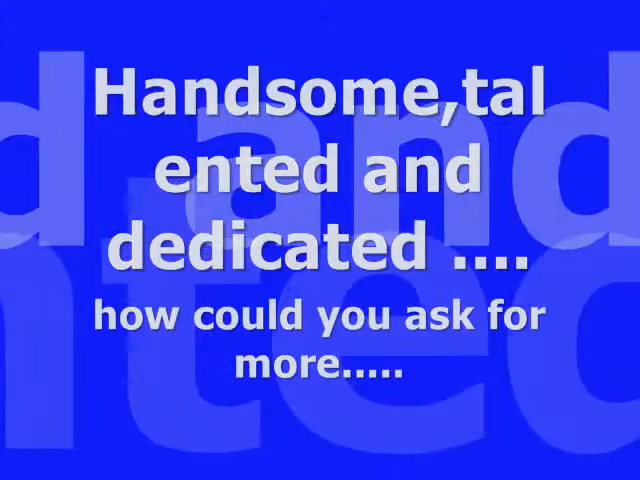 Handsome,tal
ented and
dedicated ....
how could you ask for
more.....